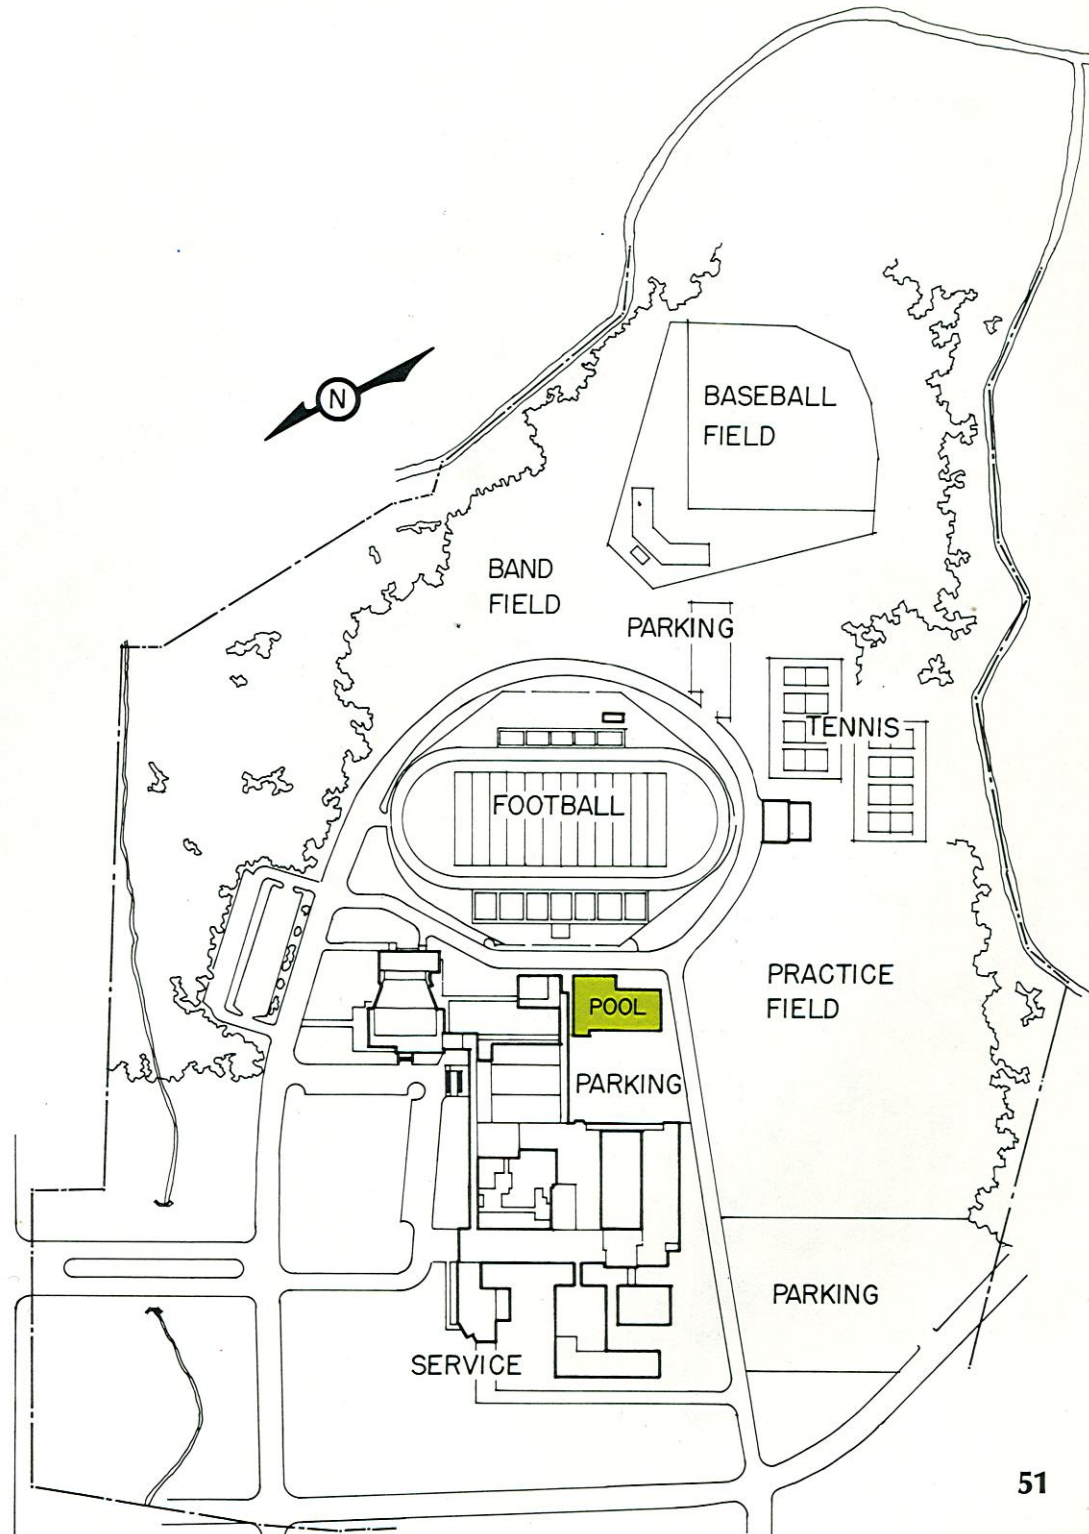 N
BASEBALL
FIELD
BAND
FIELD
PARKING
TENNIS
FOOTBALL
PRACTICE
FIELD
POOL
PARKING
PARKING
SERVICE
51